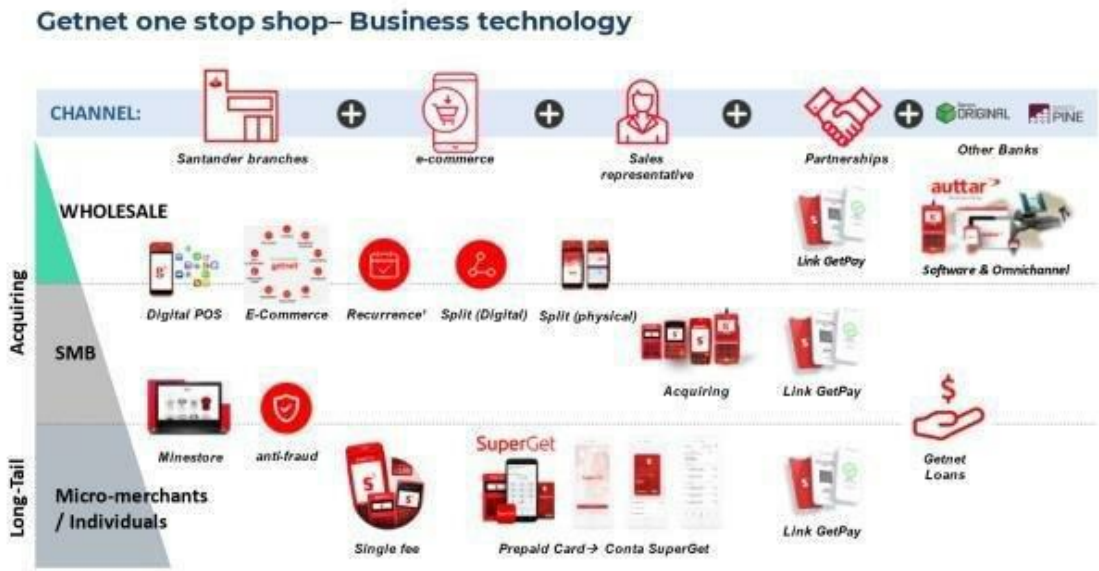 Getnet one stop shop– Business technology
CHANNEL:
Santander branches
e-commerce
Sales
representative
Partnerships
ORIGINAL
PINE
Other Banks
WHOLESALE
Digital POS
getnet
E-Commerce
Recurrence¹
Split (Digital)
Split (physical)
Link GetPay
auttar
Software & Omnichannel
Acquiring
SMB
Acquiring
Link GetPay
Minestore
anti-fraud
Getnet
Loans
Long-Tail
Micro-merchants
/ Individuals
Single fee
SuperGet
Prepaid Card→ Conta SuperGet
Link GetPay